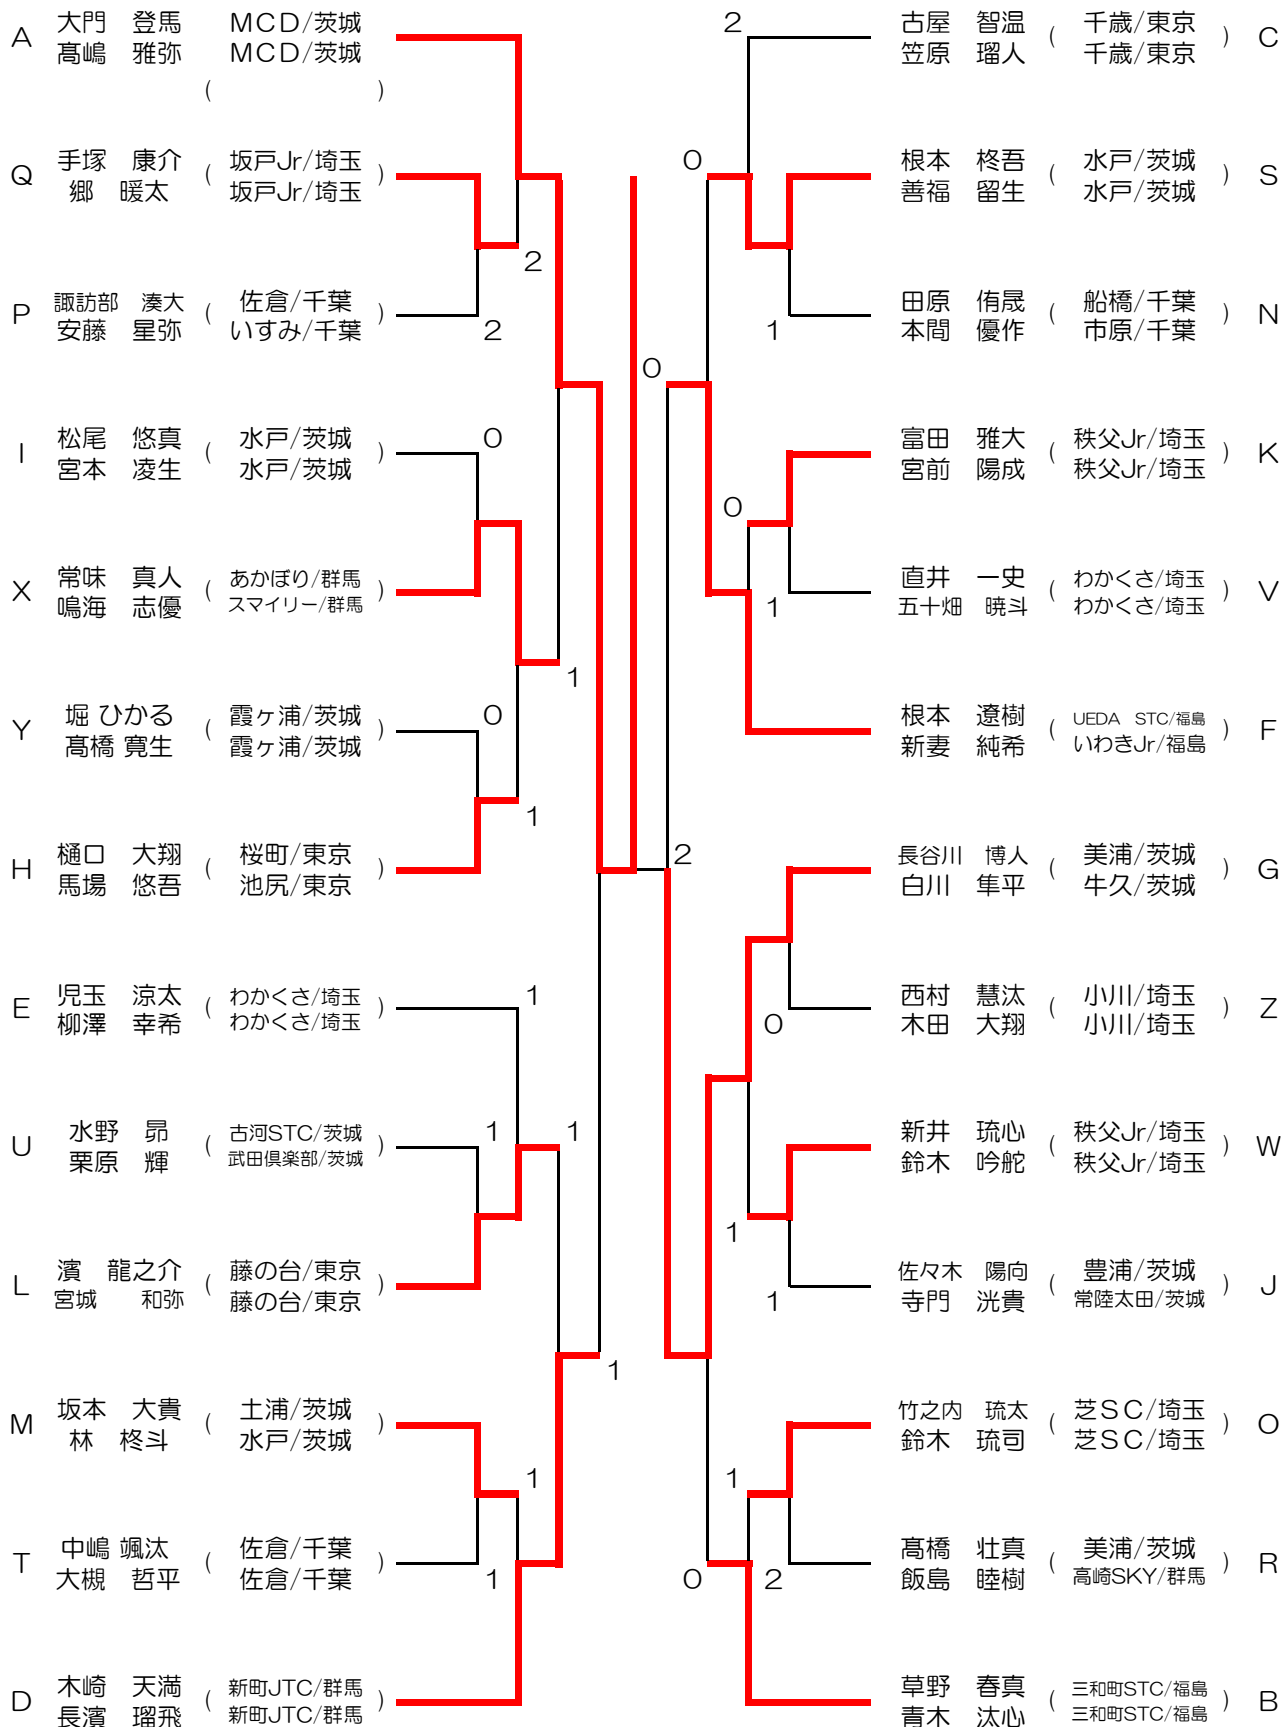 A 大門 登馬 MCD/茨城
髙嶋 雅弥 MCD/茨城
( )
Q 手塚 康介 ( 坂戸Jr/埼玉 )
郷 暖太 坂戸Jr/埼玉
2
P 諏訪部 湊大 ( 佐倉/千葉 )
安藤 星弥 いすみ/千葉
2
I 松尾 悠真 ( 水戸/茨城 )
宮本 凌生 水戸/茨城
0
X 常味 真人 ( あかぼり/群馬 )
鳴海 志優 スマイリー/群馬
1
Y 堀 ひかる ( 霞ヶ浦/茨城 )
髙橋 寛生 霞ヶ浦/茨城
0
1
H 樋口 大翔 ( 桜町/東京 )
馬場 悠吾 池尻/東京
E 児玉 涼太 ( わかくさ/埼玉 )
柳澤 幸希 わかくさ/埼玉
1
U 水野 昴 ( 古河STC/茨城 )
栗原 輝 武田倶楽部/茨城
1
1
L 濱 龍之介 ( 藤の台/東京 )
宮城 和弥 藤の台/東京
1
M 坂本 大貴 ( 土浦/茨城 )
林 柊斗 水戸/茨城
1
T 中嶋 颯汰 ( 佐倉/千葉 )
大槻 哲平 佐倉/千葉
1
D 木崎 天満 ( 新町JTC/群馬 )
長濱 瑠飛 新町JTC/群馬
2
古屋 智温 ( 千歳/東京 ) C
笠原 瑠人 千歳/東京
0
根本 柊吾 ( 水戸/茨城 ) S
善福 留生 水戸/茨城
田原 侑晟 ( 船橋/千葉 ) N
本間 優作 市原/千葉
1
0
富田 雅大 ( 秩父Jr/埼玉 ) K
宮前 陽成 秩父Jr/埼玉
0
直井 一史 ( わかくさ/埼玉 ) V
五十畑 暁斗 わかくさ/埼玉
1
根本 遼樹 ( UEDA STC/福島 ) F
新妻 純希 いわきJr/福島
2
長谷川 博人 ( 美浦/茨城 ) G
白川 隼平 牛久/茨城
西村 慧汰 ( 小川/埼玉 ) Z
木田 大翔 小川/埼玉
0
新井 琉心 ( 秩父Jr/埼玉 ) W
鈴木 吟舵 秩父Jr/埼玉
1
佐々木 陽向 ( 豊浦/茨城 ) J
寺門 洸貴 常陸太田/茨城
1
竹之内 琉太 ( 芝SC/埼玉 ) O
鈴木 琉司 芝SC/埼玉
1
髙橋 壮真 ( 美浦/茨城 ) R
飯島 睦樹 高崎SKY/群馬
0
2
草野 春真 ( 三和町STC/福島 ) B
青木 汰心 三和町STC/福島